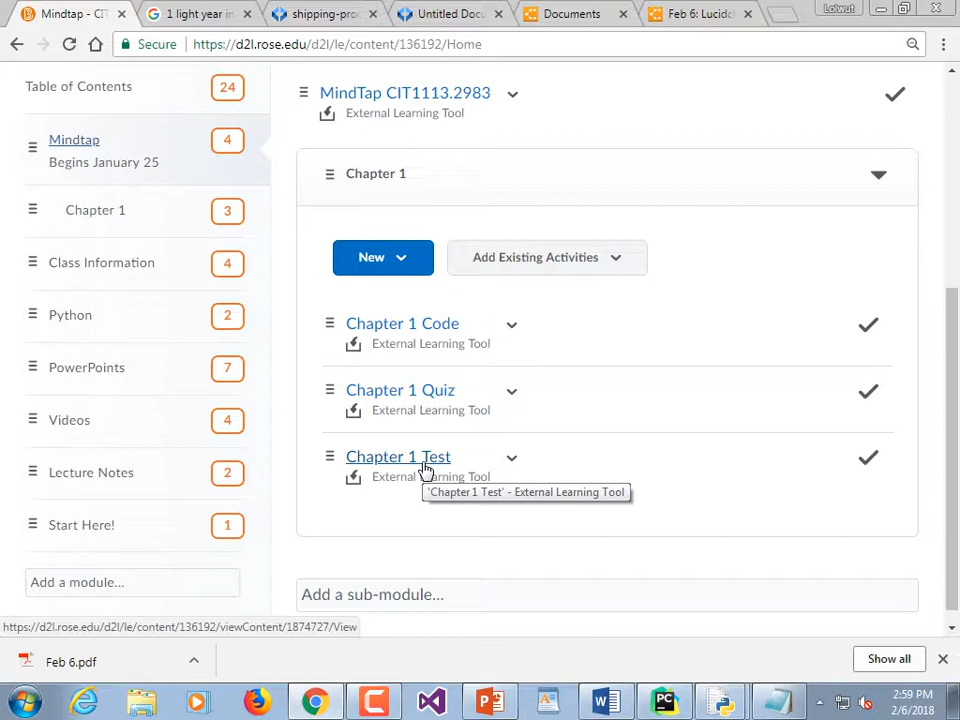 Mindtap - CIT
1 light year in
shipping-proc
Untitled Docu
Documents
Feb 6: Lucidc
Loiwut
Secure
https://d2l.rose.edu/d2l/le/content/136192/Home
Table of Contents
24
MindTap CIT1113.2983
External Learning Tool
Mindtap
4
Begins January 25
Chapter 1
Chapter 1
3
New
Add Existing Activities
Class Information
4
Python
2
Chapter 1 Code
External Learning Tool
PowerPoints
7
Chapter 1 Quiz
External Learning Tool
Videos
4
Chapter 1 Test
External Learning Tool
'Chapter 1 Test' - External Learning Tool
Lecture Notes
2
Start Here!
1
Add a module...
Add a sub-module...
https://d2l.rose.edu/d2l/le/content/136192/viewContent/1874727/View
Feb 6.pdf
Show all
2:59 PM
2/6/2018